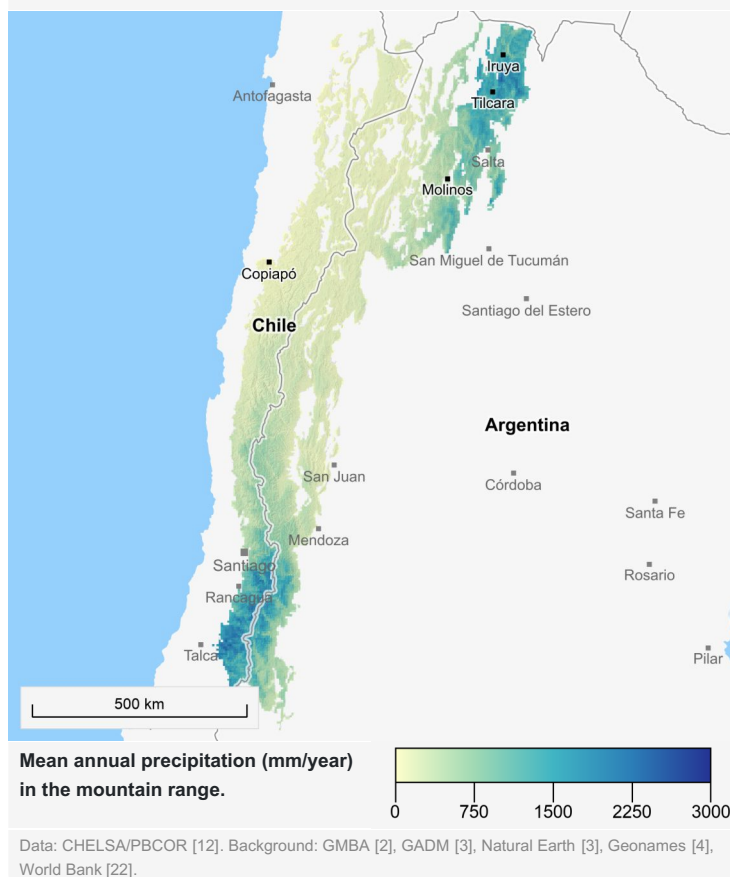 Iruya
Antofagasta
Tilcara
Salta
Molinos
San Miguel de Tucumán
Copiapó
Santiago del Estero
Chile
Argentina
San Juan
Córdoba
Santa Fe
Mendoza
Santiago
Rosario
Rancagua
Talca
Pilar
500 km
Mean annual precipitation (mm/year)
in the mountain range.
0 750 1500 2250 3000
Data: CHELSA/PBCOR [12]. Background: GMBA [2], GADM [3], Natural Earth [3], Geonames [4],
World Bank [22].